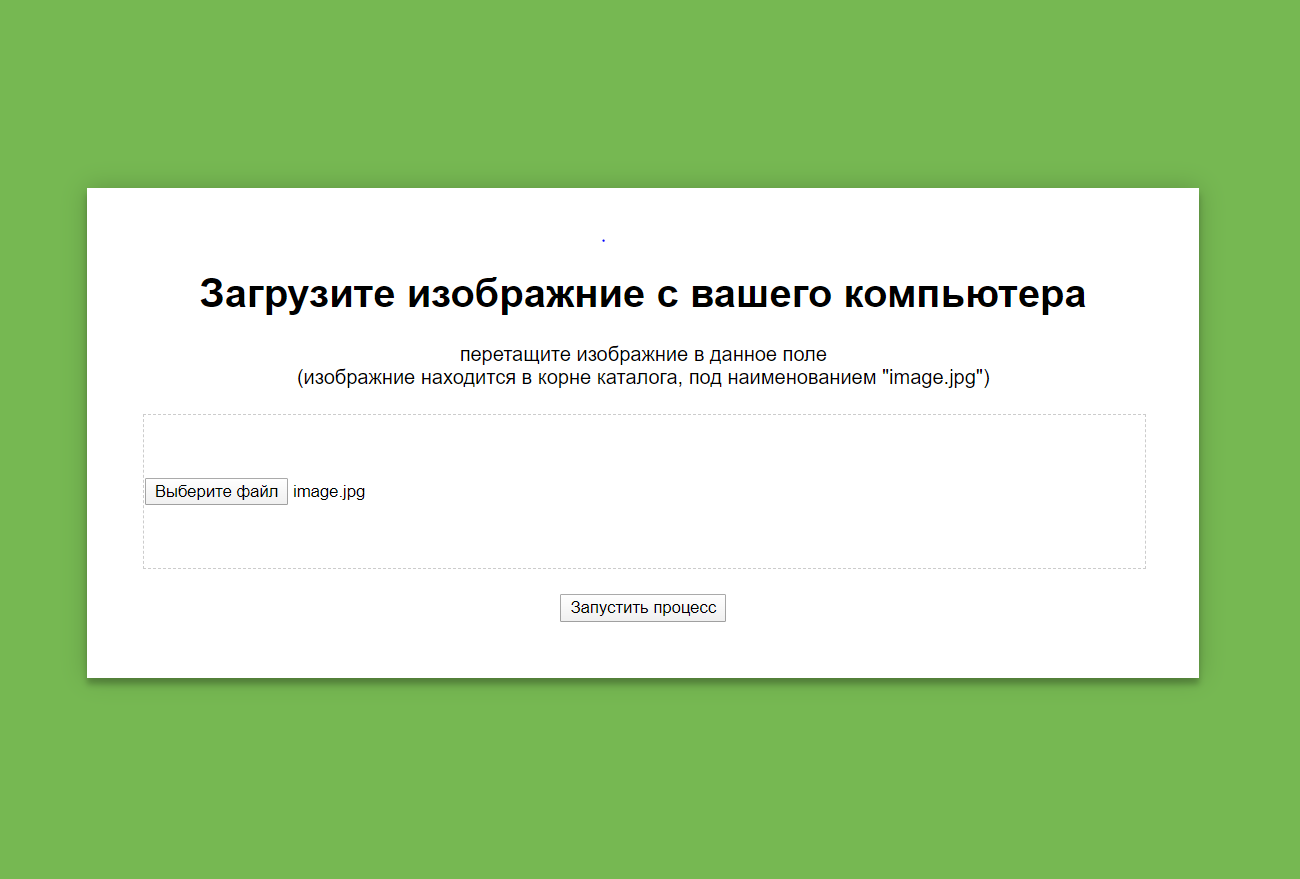 Загрузите изображние с вашего компьютера
перетащите изображние в данное поле
(изображние находится в корне каталога, под наименованием "image.jpg")
Выберите файл image.jpg
Запустить процесс